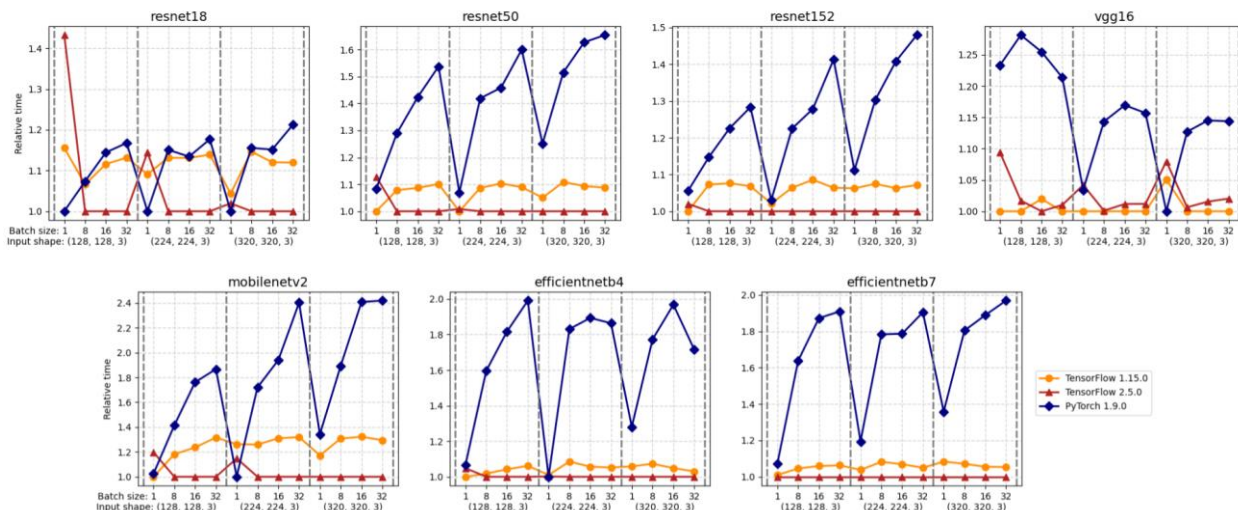 resnet18
resnet50
resnet152
vgg16
Relative time
1.4
1.3
1.2
1.1
1.0
1.6
1.5
1.4
1.3
1.2
1.1
1.0
1.5
1.4
1.3
1.2
1.1
1.0
1.25
1.20
1.15
1.10
1.05
1.00
Batch size: 1 8 16 32 1 8 16 32 1 8 16 32
Input shape: (128, 128, 3) (224, 224, 3) (320, 320, 3)
1 8 16 32 1 8 16 32 1 8 16 32
(128, 128, 3) (224, 224, 3) (320, 320, 3)
1 8 16 32 1 8 16 32 1 8 16 32
(128, 128, 3) (224, 224, 3) (320, 320, 3)
1 8 16 32 1 8 16 32 1 8 16 32
(128, 128, 3) (224, 224, 3) (320, 320, 3)
mobilenetv2
efficientnetb4
efficientnetb7
Relative time
2.4
2.2
2.0
1.8
1.6
1.4
1.2
1.0
2.0
1.8
1.6
1.4
1.2
1.0
2.0
1.8
1.6
1.4
1.2
1.0
Batch size: 1 8 16 32 1 8 16 32 1 8 16 32
Input shape: (128, 128, 3) (224, 224, 3) (320, 320, 3)
1 8 16 32 1 8 16 32 1 8 16 32
(128, 128, 3) (224, 224, 3) (320, 320, 3)
1 8 16 32 1 8 16 32 1 8 16 32
(128, 128, 3) (224, 224, 3) (320, 320, 3)
TensorFlow 1.15.0
TensorFlow 2.5.0
PyTorch 1.9.0